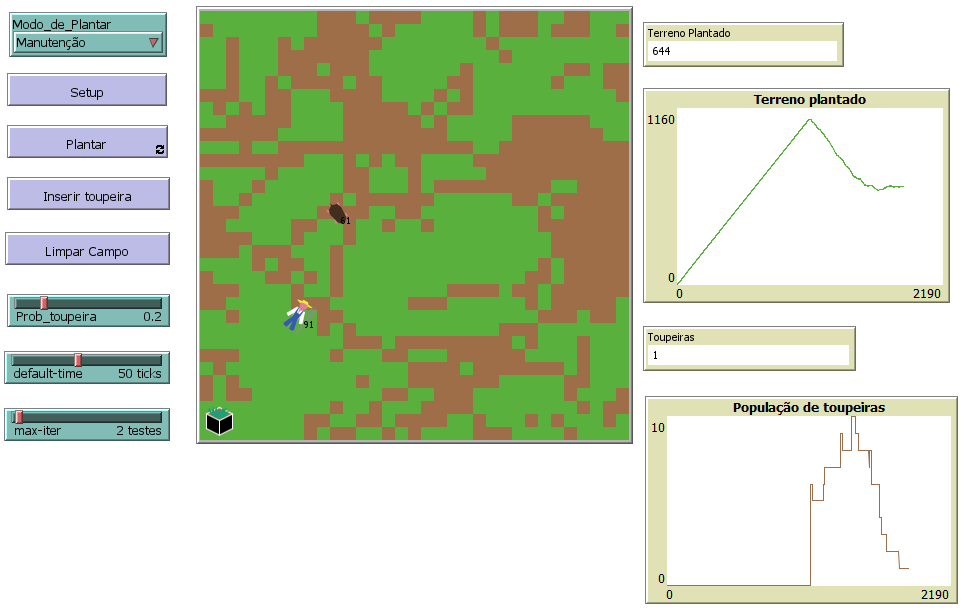 Modo_de_Plantar
Manutenção
Setup
Plantar
Inserir toupeira
Limpar Campo
Prob_toupeira 0.2
default-time 50 ticks
max-iter 2 testes
61
91
Terreno Plantado
644
Terreno plantado
1160
0
0 2190
Toupeiras
1
População de toupeiras
10
0
0 2190